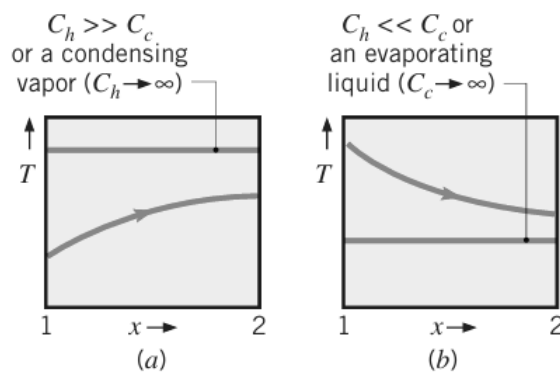 C_h >> C_c
or a condensing
vapor (C_h → ∞)
C_h << C_c or
an evaporating
liquid (C_c → ∞)
T
T
1 x → 2
1 x → 2
(a)
(b)